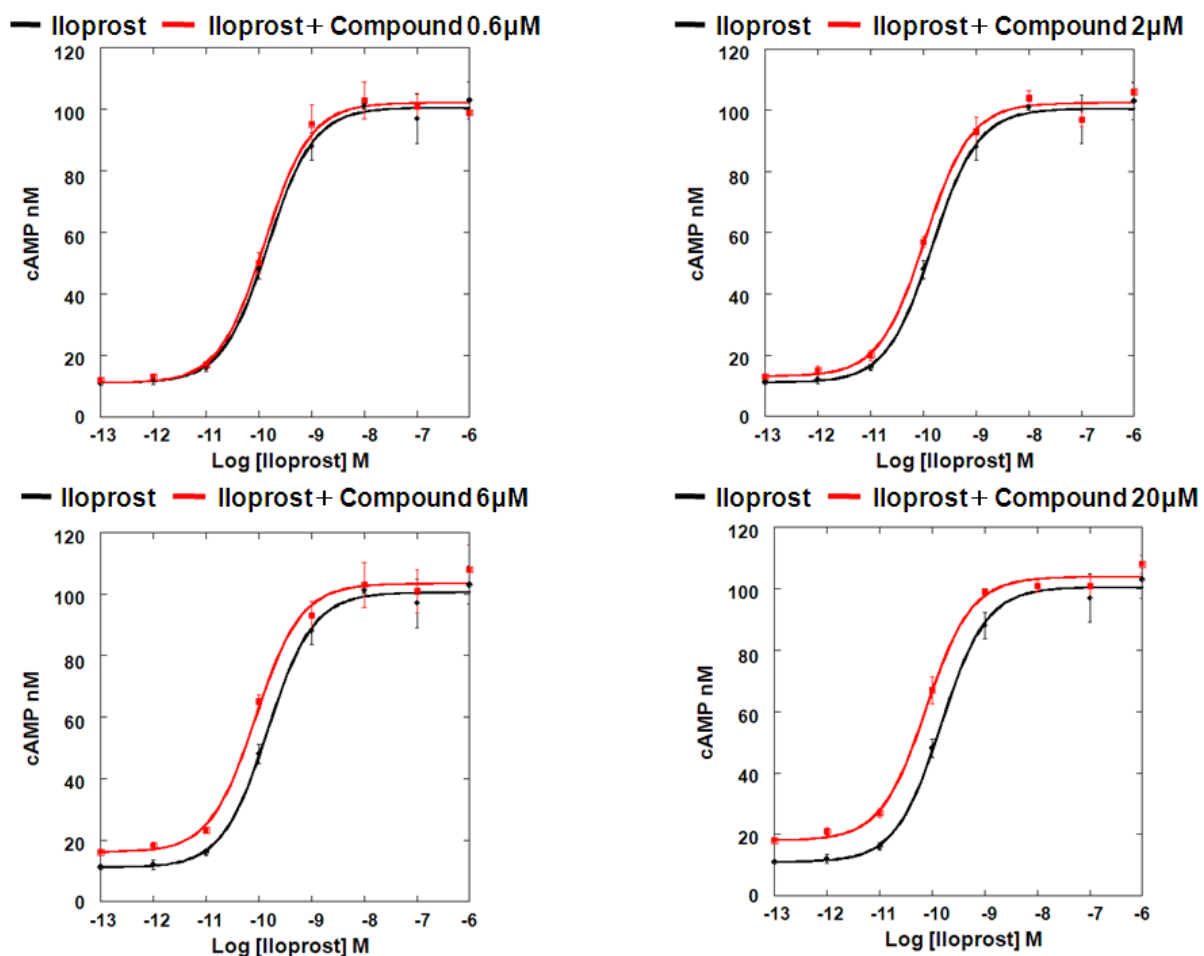 Iloprost Iloprost + Compound 0.6µM
120
100
80
60
40
20
0
cAMP nM
-13 -12 -11 -10 -9 -8 -7 -6
Log [Iloprost] M
Iloprost Iloprost + Compound 2µM
120
100
80
60
40
20
0
cAMP nM
-13 -12 -11 -10 -9 -8 -7 -6
Log [Iloprost] M
Iloprost Iloprost + Compound 6µM
120
100
80
60
40
20
0
cAMP nM
-13 -12 -11 -10 -9 -8 -7 -6
Log [Iloprost] M
Iloprost Iloprost + Compound 20µM
120
100
80
60
40
20
0
cAMP nM
-13 -12 -11 -10 -9 -8 -7 -6
Log [Iloprost] M